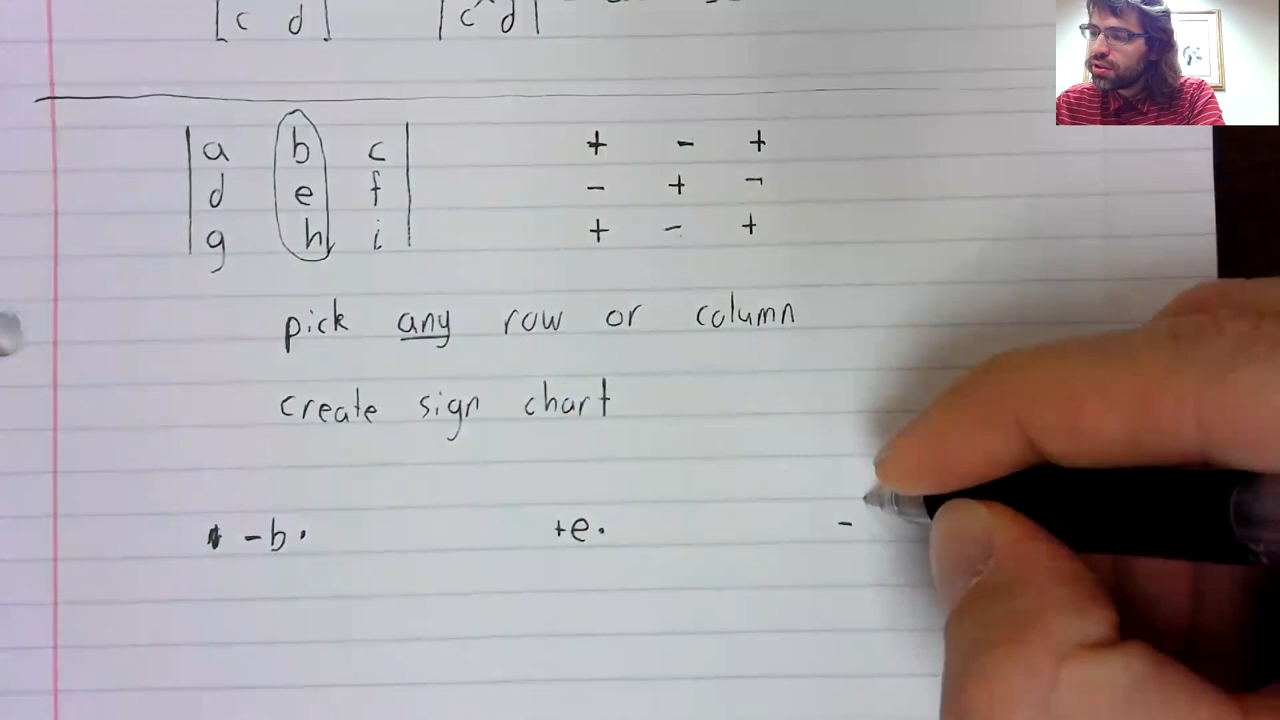 c d c d
a b c + - +
d e f - + -
g h i + - +
pick any row or column
create sign chart
-b· +e· -